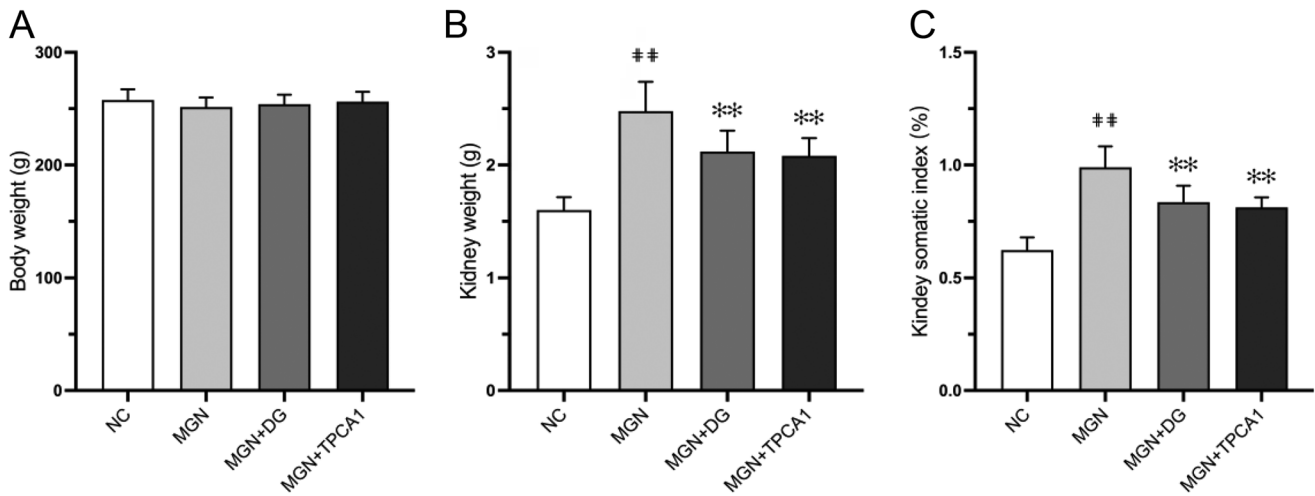 A
Body weight (g)
300
200
100
0
NC
MGN
MGN+DG
MGN+TPCA1
B
Kidney weight (g)
3
2
1
0
##
**
**
NC
MGN
MGN+DG
MGN+TPCA1
C
Kindey somatic index (%)
1.5
1.0
0.5
0.0
##
**
**
NC
MGN
MGN+DG
MGN+TPCA1